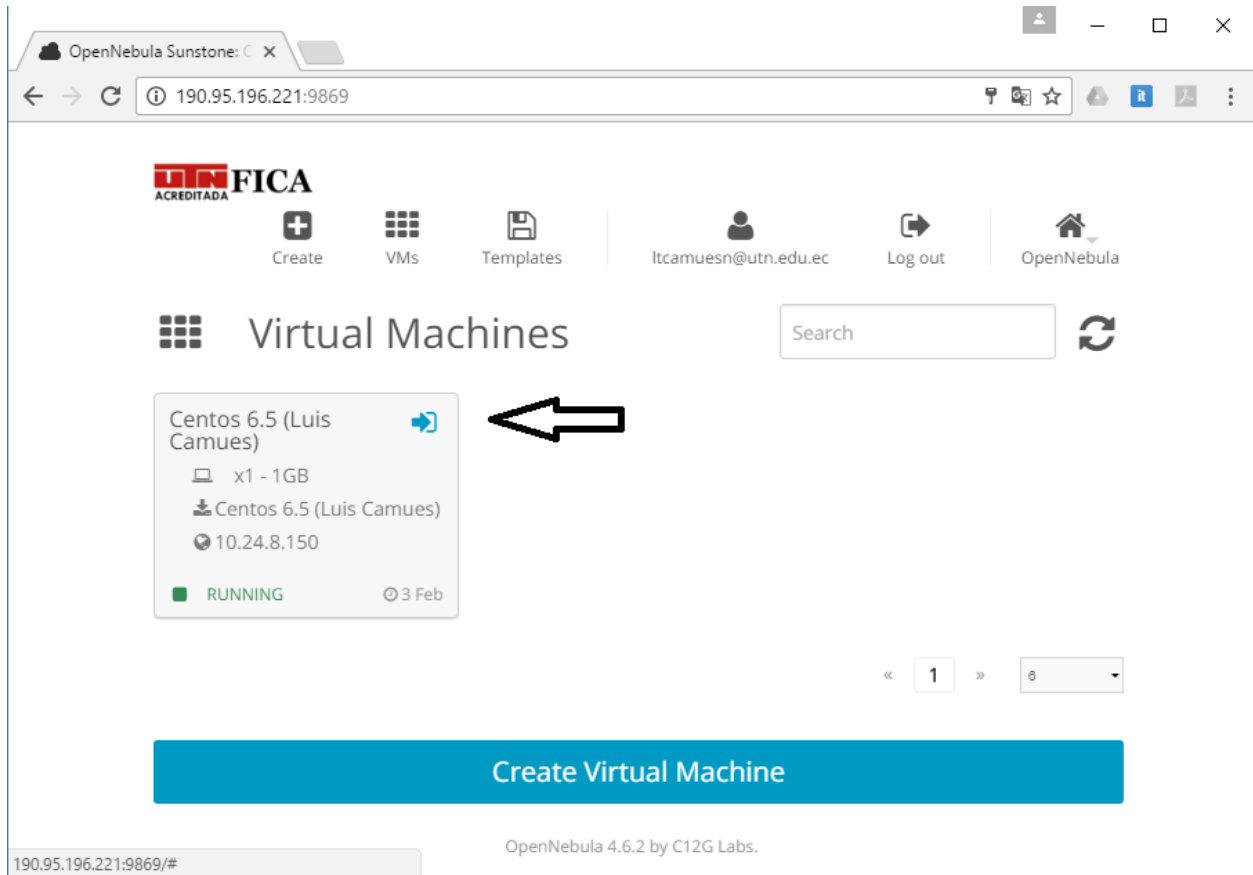 OpenNebula Sunstone: C
190.95.196.221:9869
it
UTN FICA
ACREDITADA
Create
VMs
Templates
ltcamuesn@utn.edu.ec
Log out
OpenNebula
Virtual Machines
Search
Centos 6.5 (Luis
Camues)
x1 - 1GB
Centos 6.5 (Luis Camues)
10.24.8.150
RUNNING
3 Feb
« 1 »
6
Create Virtual Machine
OpenNebula 4.6.2 by C12G Labs.
190.95.196.221:9869/#